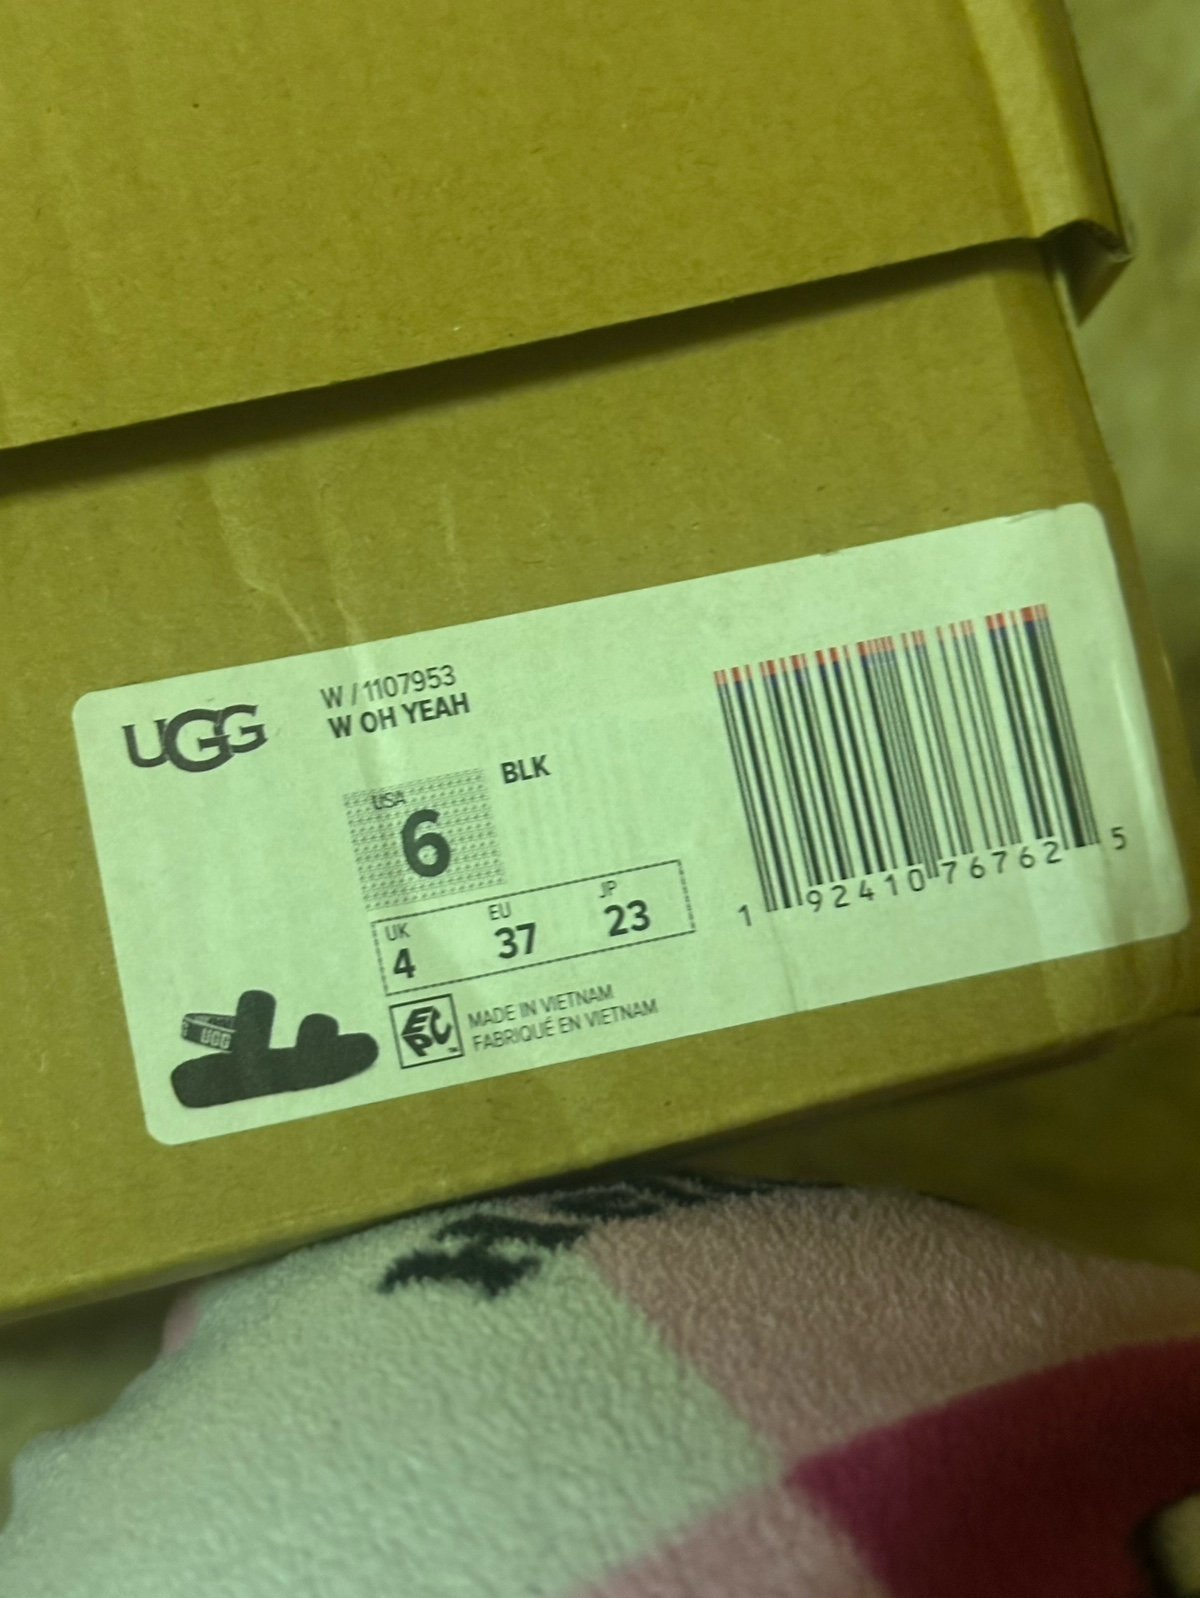 UGG
W / 1107953
W OH YEAH
BLK
USA
6
UK EU JP
4 37 23
EPC™
MADE IN VIETNAM
FABRIQUÉ EN VIETNAM
UGG
1 92410 76762 5